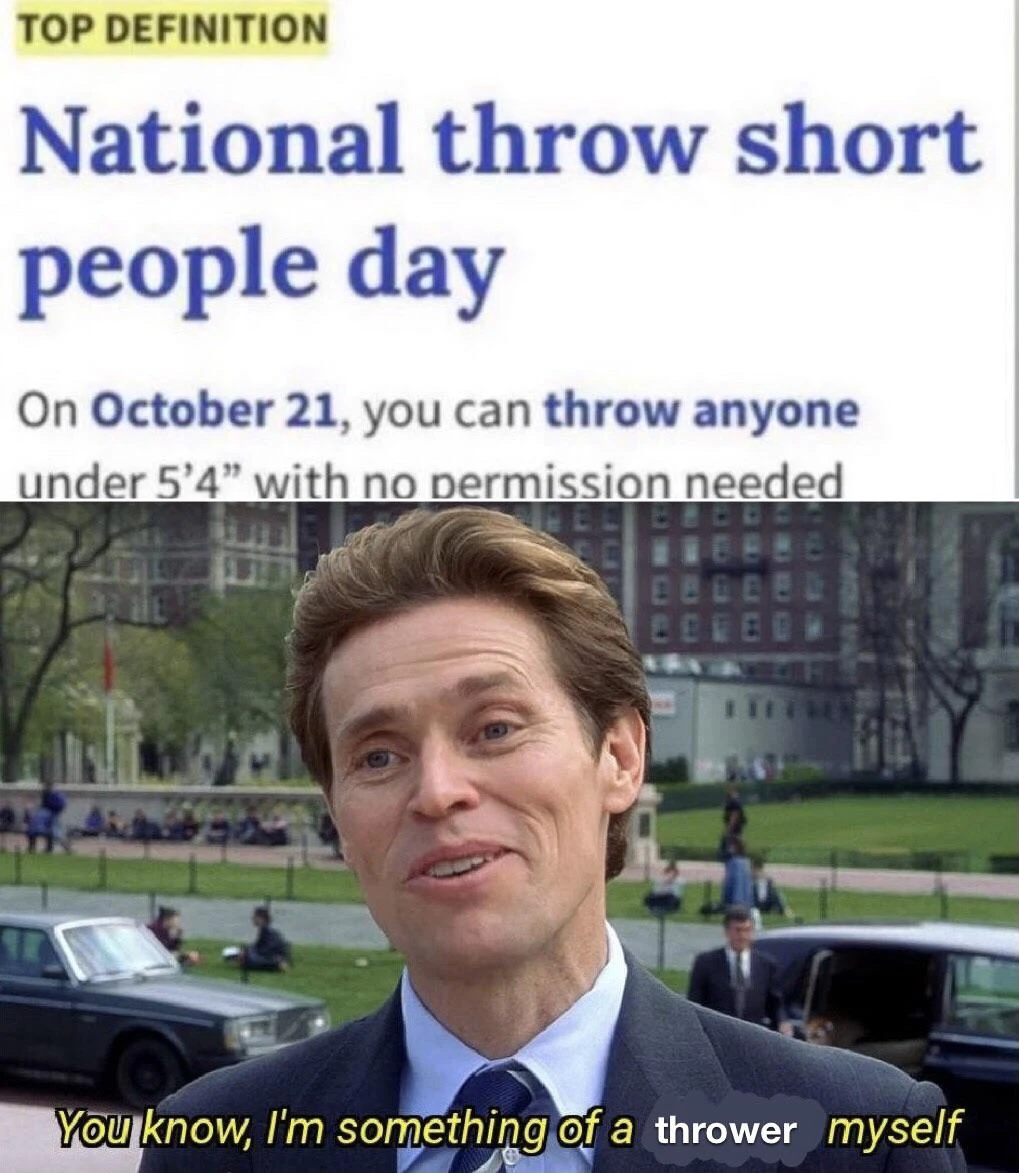 TOP DEFINITION
National throw short
people day
On October 21, you can throw anyone
under 5’4” with no permission needed
You know, I'm something of a thrower myself